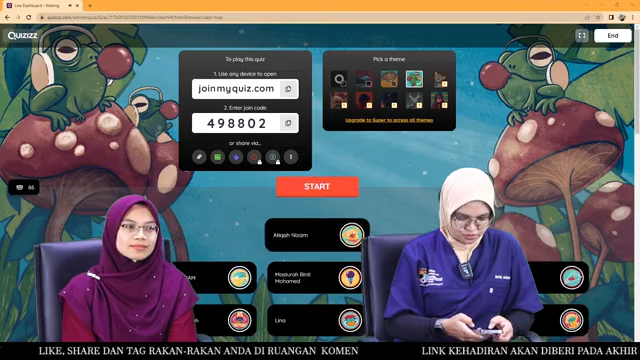 Live Dashboard - Waiting
QUIZIZZ
End
To play this quiz
1. Use any device to open
joinmyquiz.com
2. Enter join code
498802
or share via...
Pick a theme
Upgrade to Super to access all themes
START
86
Atiqah Nizam
AM
Masturah Binti
Mohamed
Lina
LIKE, SHARE DAN TAG RAKAN-RAKAN ANDA DI RUANGAN KOMEN
LINK KEHADIRAN AKAN DIBERI PADA AKHIR